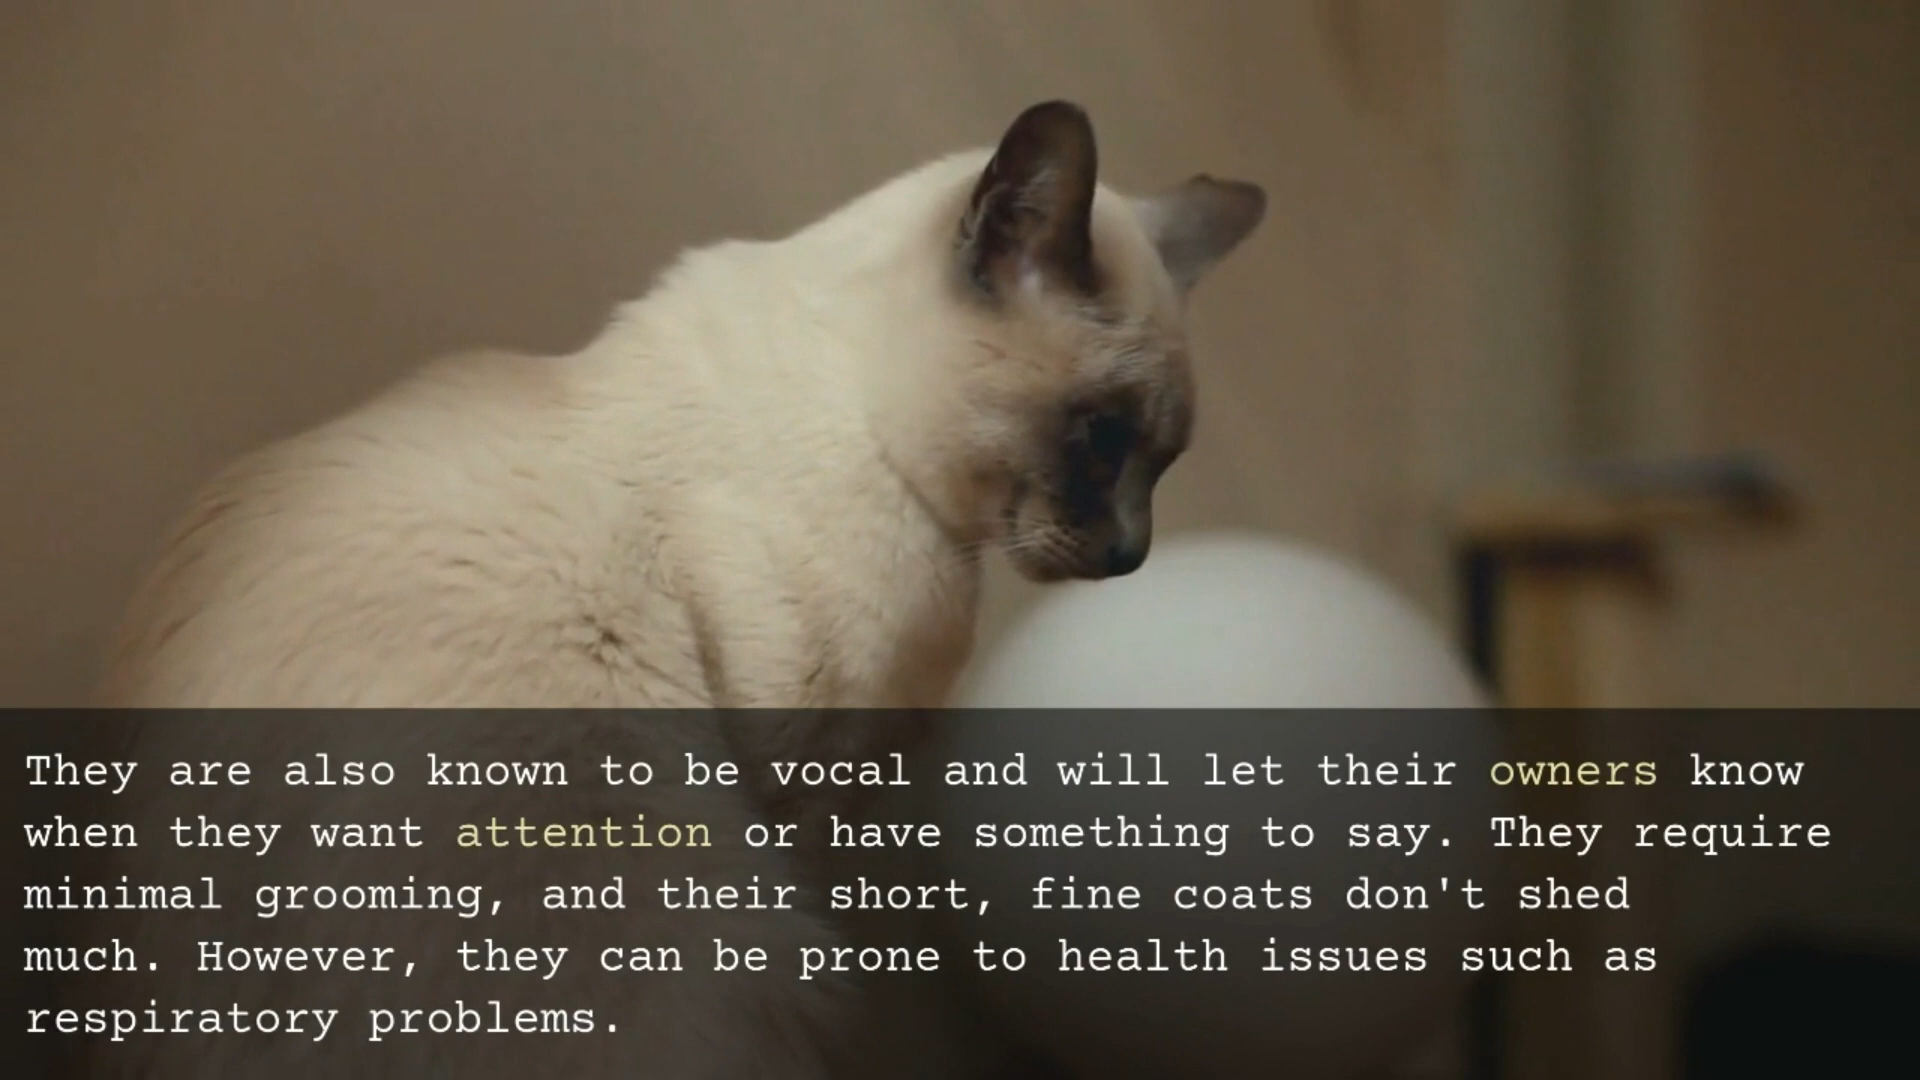 They are also known to be vocal and will let their owners know
when they want attention or have something to say. They require
minimal grooming, and their short, fine coats don't shed
much. However, they can be prone to health issues such as
respiratory problems.